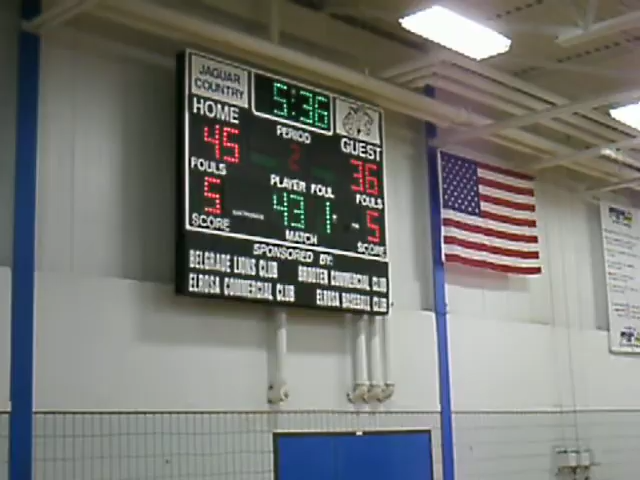 JAGUAR
COUNTRY
5:36
HOME
GUEST
PERIOD
45
2
36
FOULS
PLAYER FOUL
FOULS
5
43 1
5
SCORE
MATCH
SCORE
SPONSORED BY:
BELGRADE LIONS CLUB
BROOTEN COMMERCIAL CLUB
ELROSA COMMERCIAL CLUB
ELROSA BASEBALL CLUB